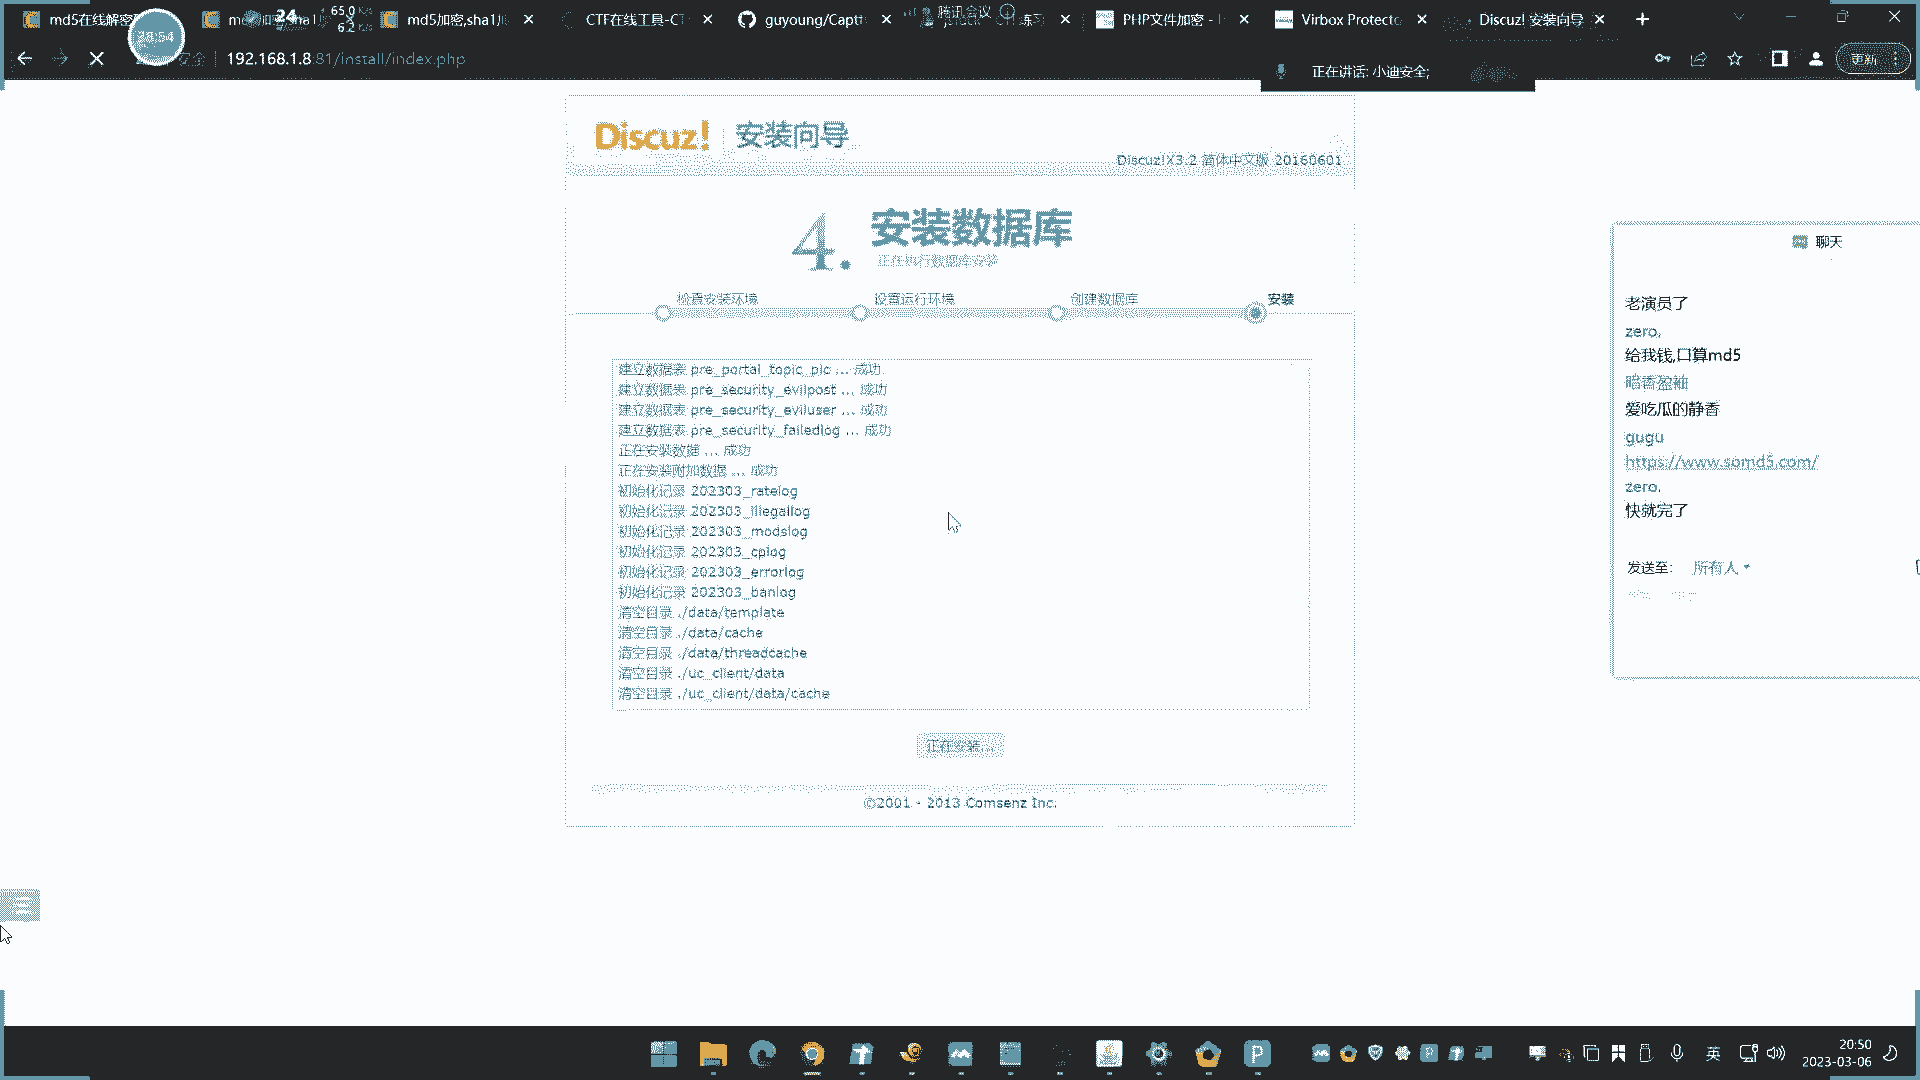 md5在线解密
md5加密,sha1加
CTF在线工具-CT
guyoung/Capt
腾讯会议
PHP文件加密 -
Virbox Protecto
Discuz! 安装向导
24
65.0
6.2
28:54
192.168.1.8:81/install/index.php
更新
正在讲话: 小迪安全;
Discuz! 安装向导
Discuz!X3.2 简体中文版 20160601
4. 安装数据库
正在执行数据库安装
检查安装环境
设置运行环境
创建数据库
安装
建立数据表 pre_portal_topic_pic ... 成功
建立数据表 pre_security_evilpost ... 成功
建立数据表 pre_security_eviluser ... 成功
建立数据表 pre_security_failedlog ... 成功
正在安装数据 ... 成功
正在安装附加数据 ... 成功
初始化记录 202303_ratelog
初始化记录 202303_illegallog
初始化记录 202303_modslog
初始化记录 202303_cplog
初始化记录 202303_errorlog
初始化记录 202303_banlog
清空目录 ./data/template
清空目录 ./data/cache
清空目录 ./data/threadcache
清空目录 ./uc_client/data
清空目录 ./uc_client/data/cache
正在安装...
©2001 - 2013 Comsenz Inc.
聊天
老演员了
zero.
给我钱,口算md5
暗香盈袖
爱吃瓜的静香
gugu
https://www.somd5.com/
zero.
快就完了
发送至: 所有人
英
20:50
2023-03-06